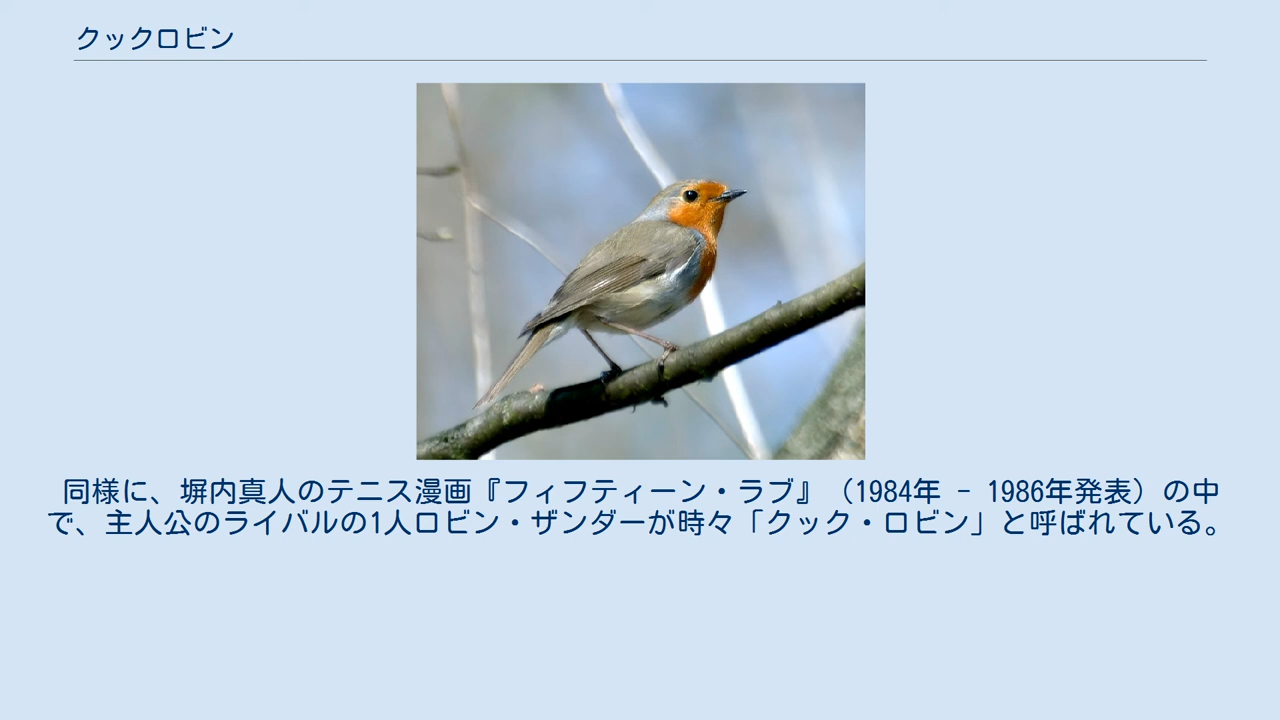 クックロビン
同様に、塀内真人のテニス漫画『フィフティーン・ラブ』（1984年 - 1986年発表）の中
で、主人公のライバルの1人ロビン・ザンダーが時々「クック・ロビン」と呼ばれている。